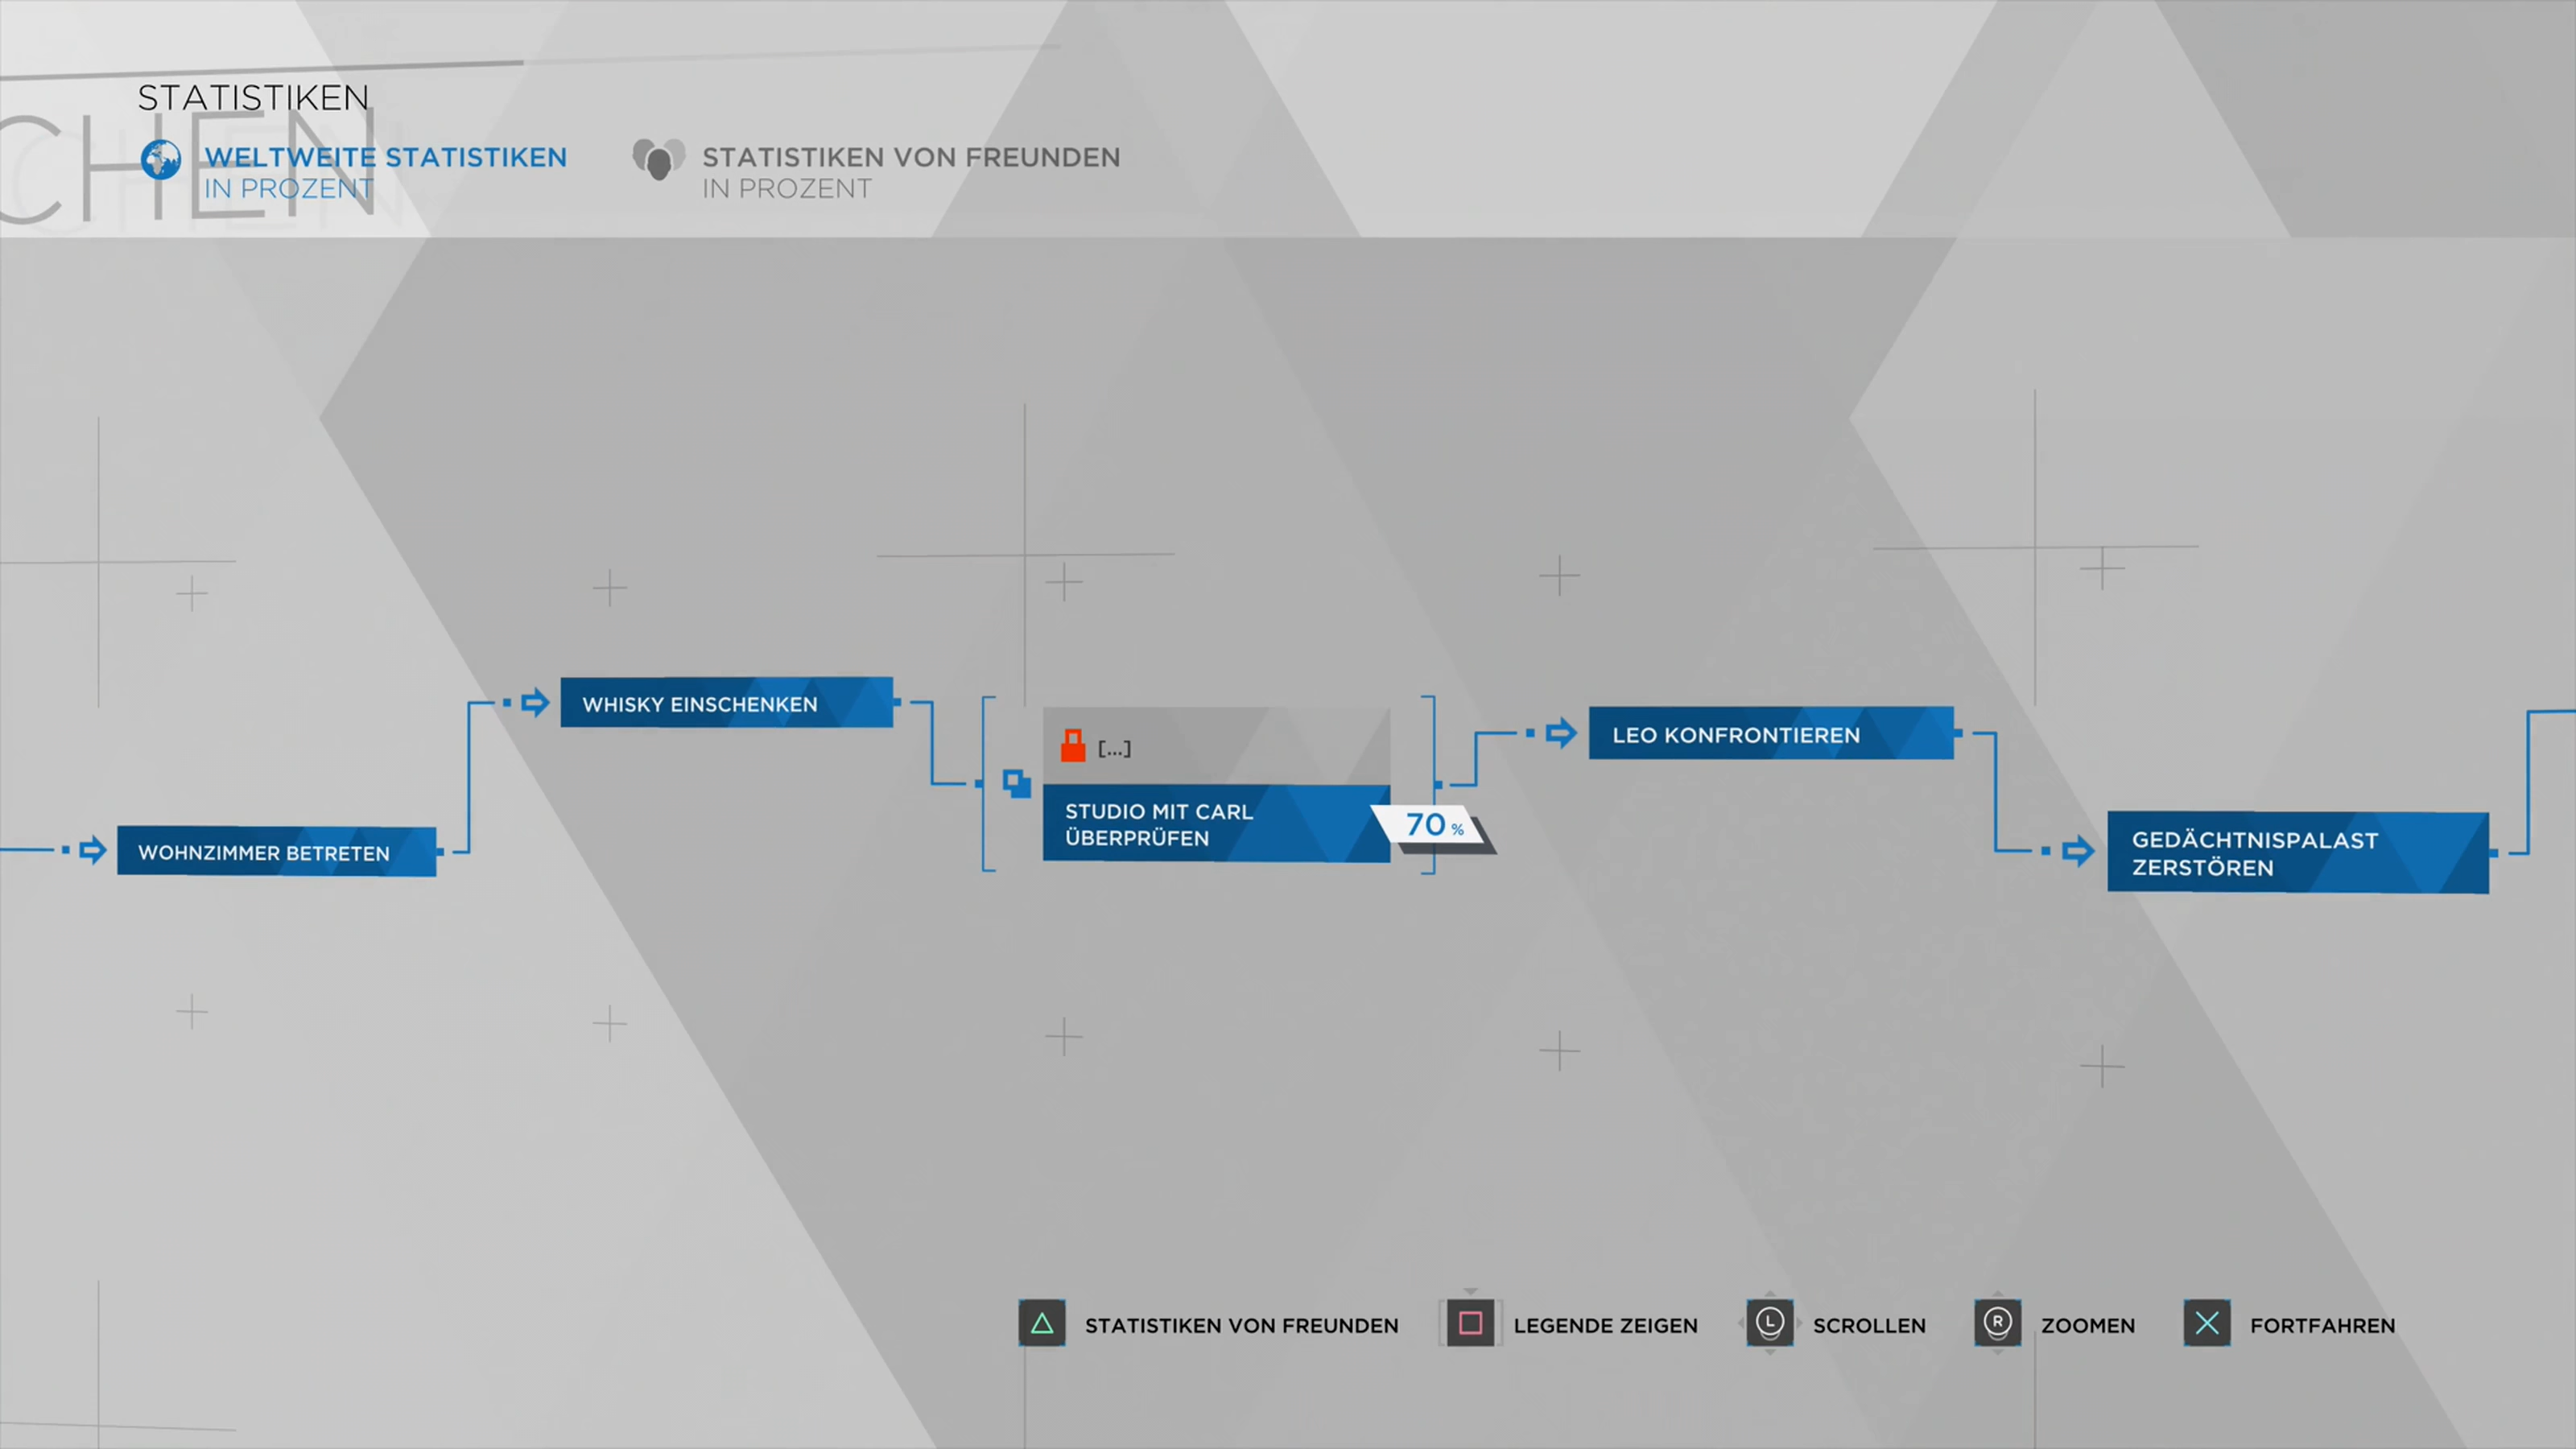 STATISTIKEN
CHEN
WELTWEITE STATISTIKEN
IN PROZENT
STATISTIKEN VON FREUNDEN
IN PROZENT
WOHNZIMMER BETRETEN
WHISKY EINSCHENKEN
[...]
STUDIO MIT CARL
ÜBERPRÜFEN
70 %
LEO KONFRONTIEREN
GEDÄCHTNISPALAST
ZERSTÖREN
STATISTIKEN VON FREUNDEN
LEGENDE ZEIGEN
L SCROLLEN
R ZOOMEN
FORTFAHREN